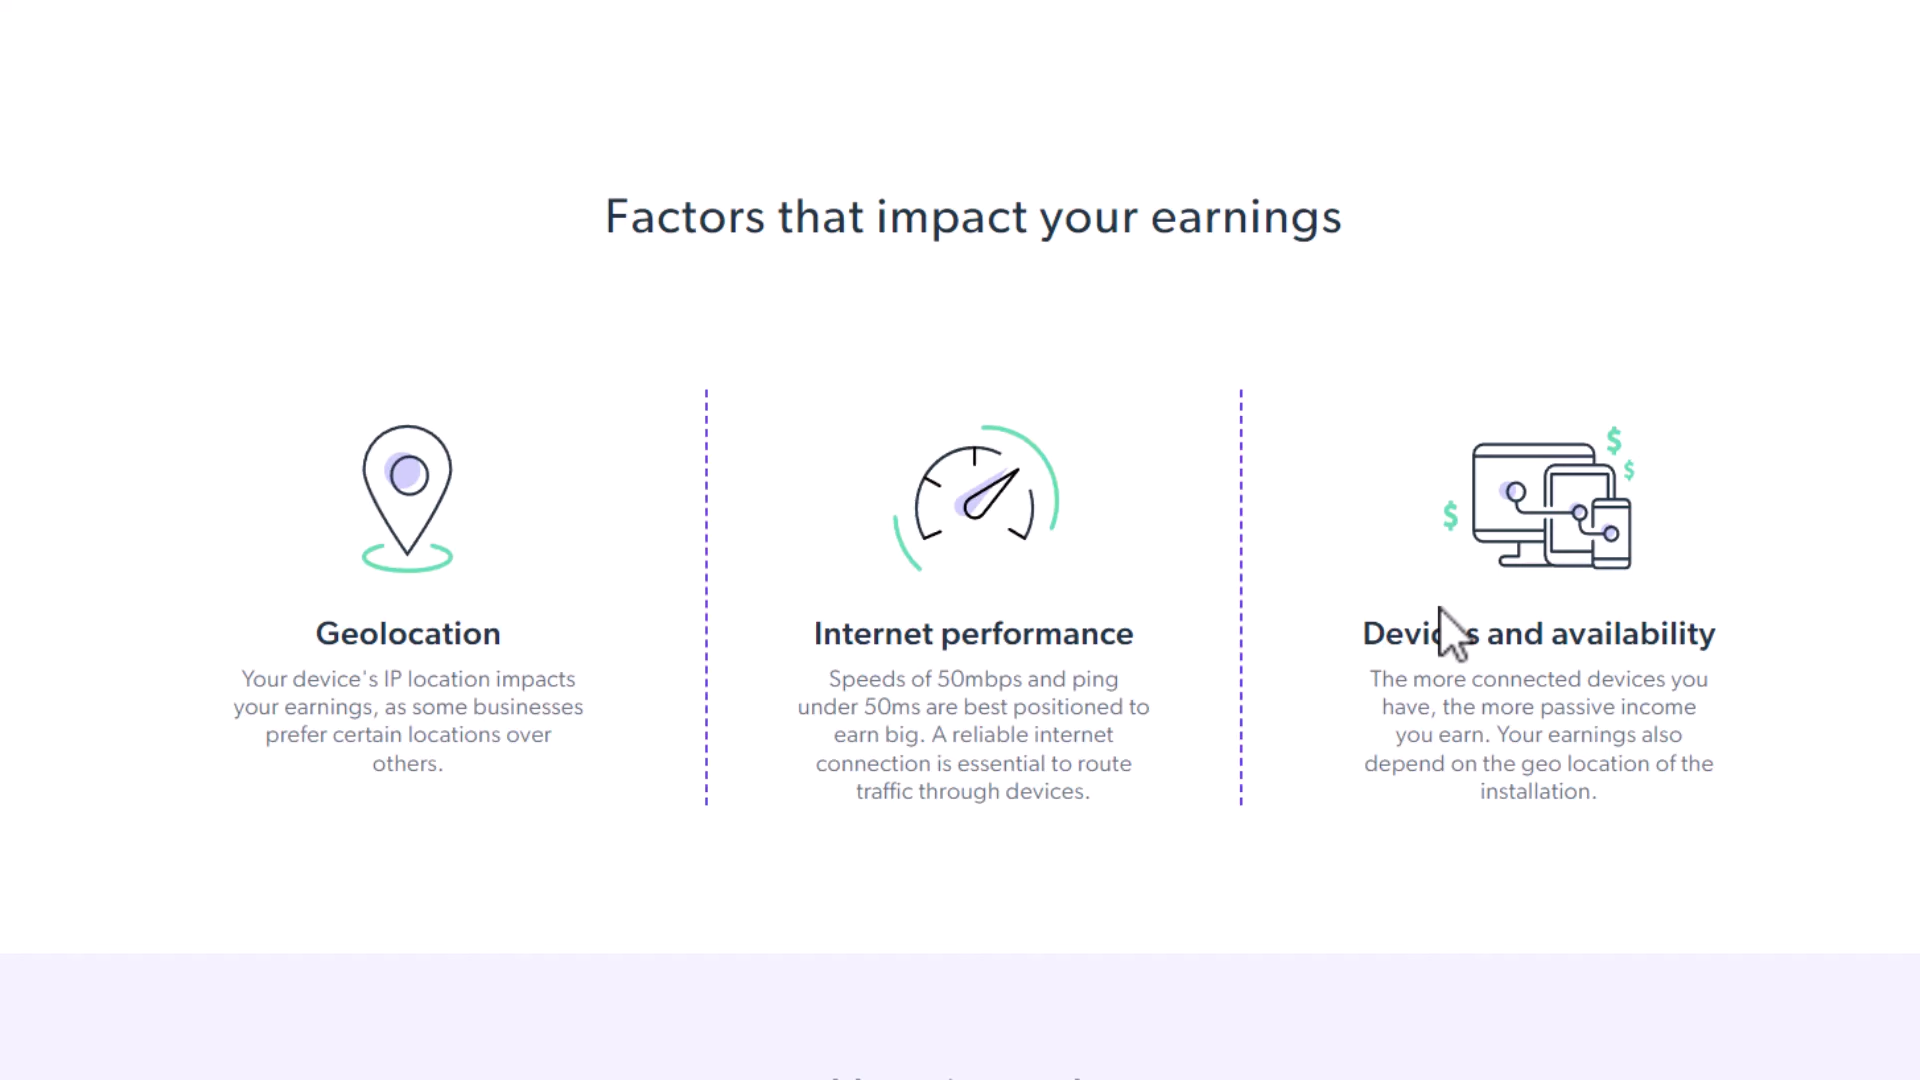 Factors that impact your earnings
Geolocation
Your device's IP location impacts
your earnings, as some businesses
prefer certain locations over
others.
Internet performance
Speeds of 50mbps and ping
under 50ms are best positioned to
earn big. A reliable internet
connection is essential to route
traffic through devices.
Devices and availability
The more connected devices you
have, the more passive income
you earn. Your earnings also
depend on the geo location of the
installation.